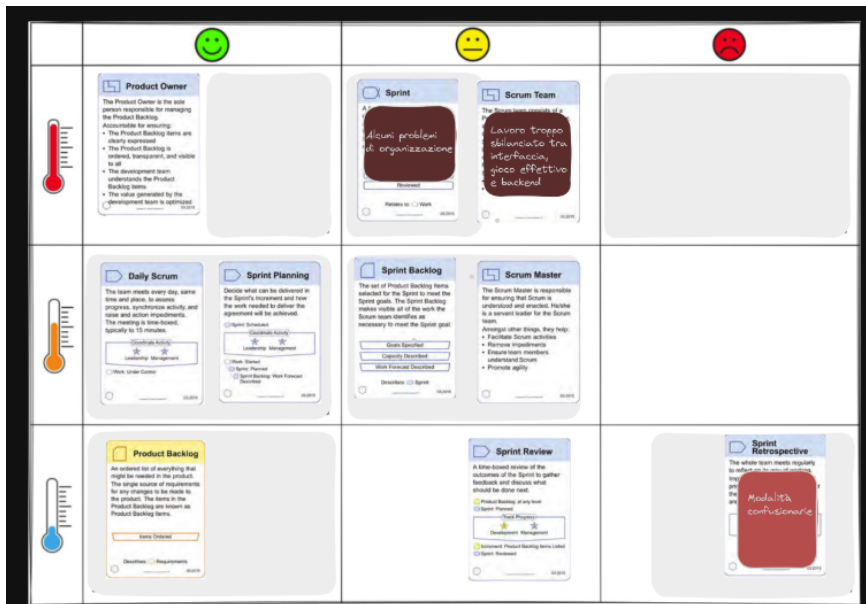 Product Owner
The Product Owner is the sole
person responsible for managing
the Product Backlog.
Accountable for ensuring:
• The Product Backlog items are
clearly expressed
• The Product Backlog is
ordered, transparent, and visible
to all
• The development team
understands the Product
Backlog items
• The value generated by the
development team is optimized
Sprint
Alcuni problemi
di organizzazione
Reviewed
Relates to: Work
Scrum Team
The Scrum team consists of a
Lavoro troppo
sbilanciato tra
interfaccia,
gioco effettivo
e backend
Daily Scrum
The team meets every day, same
time and place, to assess
progress, synchronize activity, and
raise and action impediments.
The meeting is time-boxed,
typically to 15 minutes.
Coordinate Activity
Leadership Management
Work: Under Control
Sprint Planning
Decide what can be delivered in
the Sprint's Increment and how
the work needed to deliver the
agreement will be achieved.
Sprint: Scheduled
Coordinate Activity
Leadership Management
Work: Started
Sprint: Planned
Sprint Backlog: Work Forecast
Described
Sprint Backlog
The set of Product Backlog Items
selected for the Sprint to meet the
Sprint goals. The Sprint Backlog
makes visible all of the work the
Scrum team identifies as
necessary to meet the Sprint goal.
Goals Specified
Capacity Described
Work Forecast Described
Describes: Sprint
Scrum Master
The Scrum Master is responsible
for ensuring that Scrum is
understood and enacted. He/she
is a servant leader for the Scrum
team.
Amongst other things, they help:
• Facilitate Scrum activities
• Remove impediments
• Ensure team members
understand Scrum
• Promote agility
Product Backlog
An ordered list of everything that
might be needed in the product.
The single source of requirements
for any changes to be made to
the product. The items in the
Product Backlog are known as
Product Backlog Items.
Items Ordered
Describes: Requirements
Sprint Review
A time-boxed review of the
outcomes of the Sprint to gather
feedback and discuss what
should be done next.
Product Backlog: at any level
Sprint: Planned
Track Progress
Development Management
Increment: Product Backlog Items Listed
Sprint: Reviewed
Sprint
Retrospective
The whole team meets regularly
Modalità
confusionarie